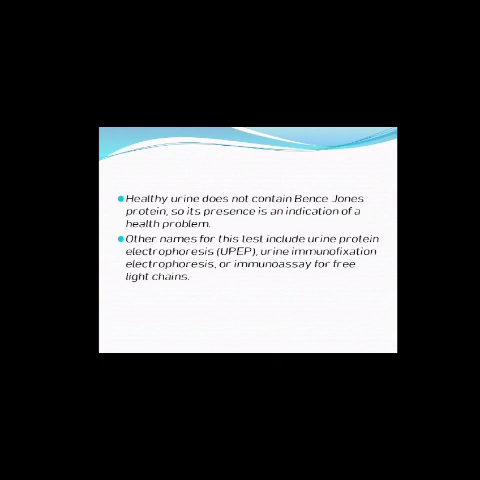 Healthy urine does not contain Bence Jones
protein, so its presence is an indication of a
health problem.
Other names for this test include urine protein
electrophoresis (UPEP), urine immunofixation
electrophoresis, or immunoassay for free
light chains.